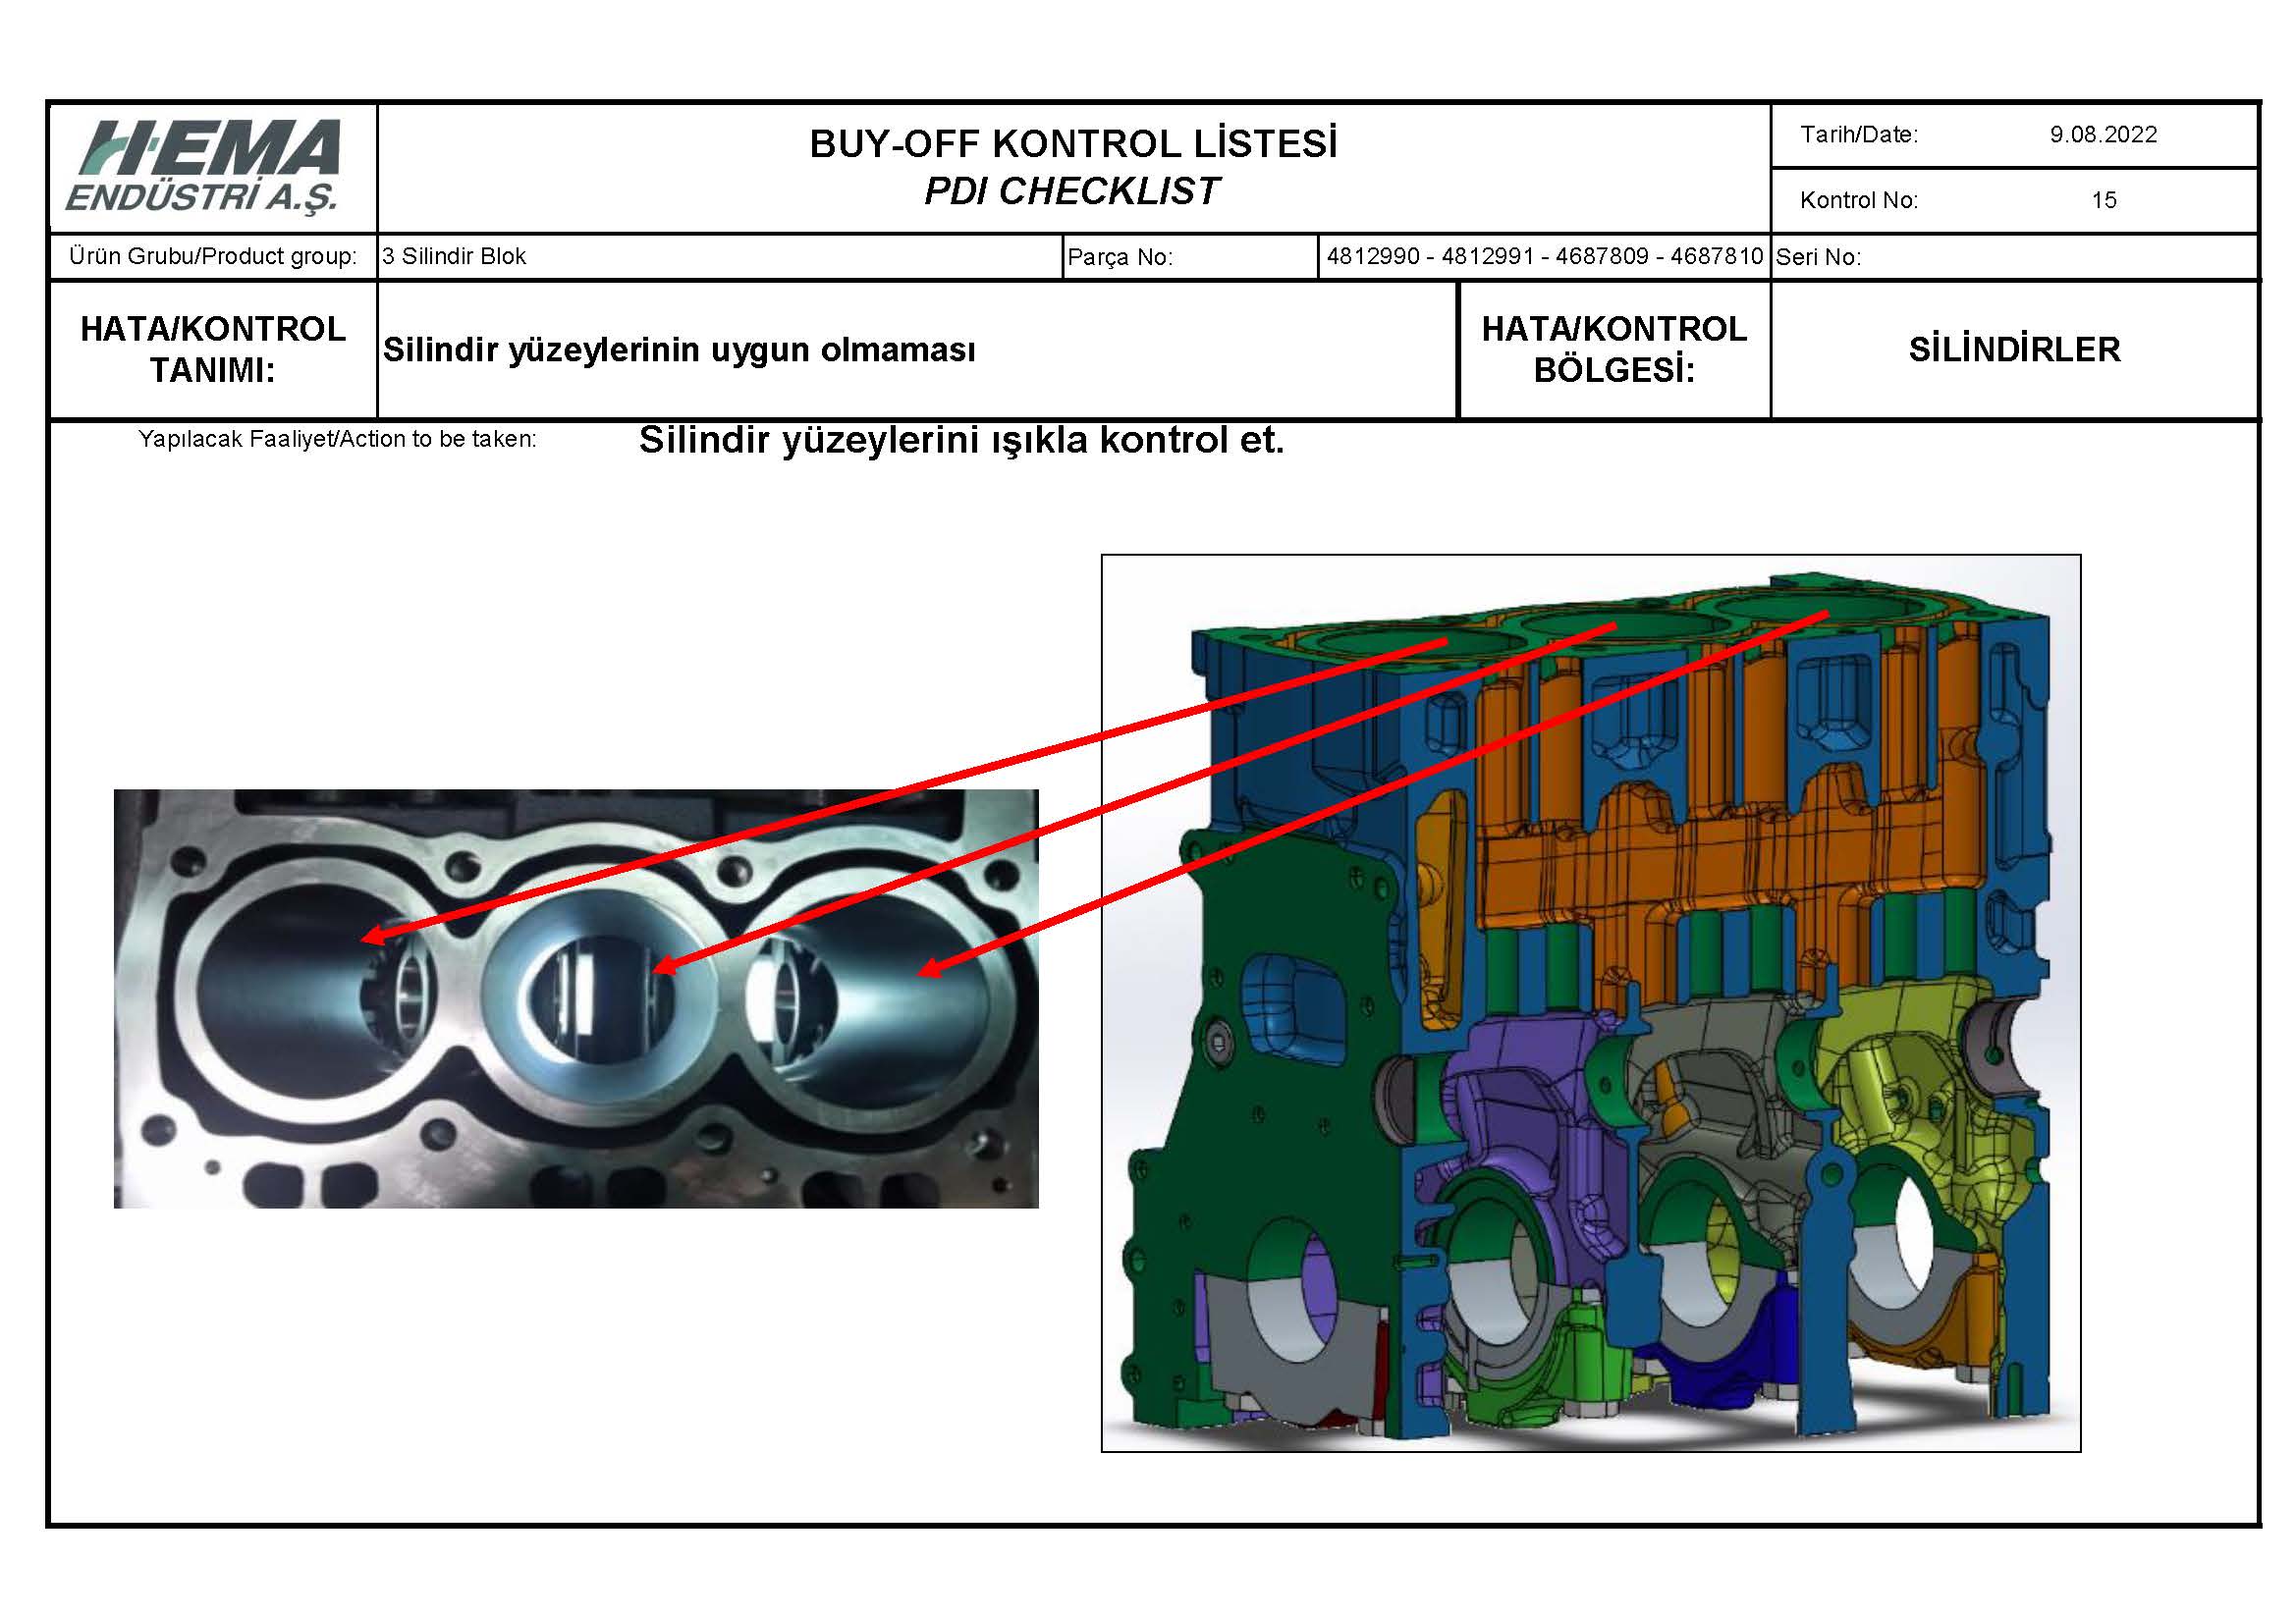 HEMA
ENDÜSTRİ A.Ş.
BUY-OFF KONTROL LİSTESİ
PDI CHECKLIST
Tarih/Date: 9.08.2022
Kontrol No: 15
Ürün Grubu/Product group: 3 Silindir Blok Parça No: 4812990 - 4812991 - 4687809 - 4687810 Seri No:
HATA/KONTROL
TANIMI:
Silindir yüzeylerinin uygun olmaması
HATA/KONTROL
BÖLGESİ:
SİLİNDİRLER
Yapılacak Faaliyet/Action to be taken: Silindir yüzeylerini ışıkla kontrol et.